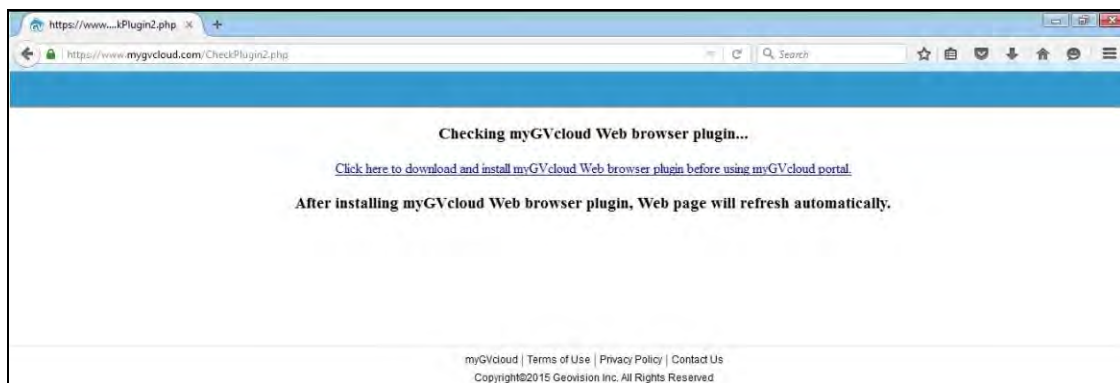 https://www....kPlugin2.php
https://www.mygvcloud.com/CheckPlugin2.php
Search
Checking myGVcloud Web browser plugin...
Click here to download and install myGVcloud Web browser plugin before using myGVcloud portal.
After installing myGVcloud Web browser plugin, Web page will refresh automatically.
myGVcloud | Terms of Use | Privacy Policy | Contact Us
Copyright©2015 Geovision Inc. All Rights Reserved